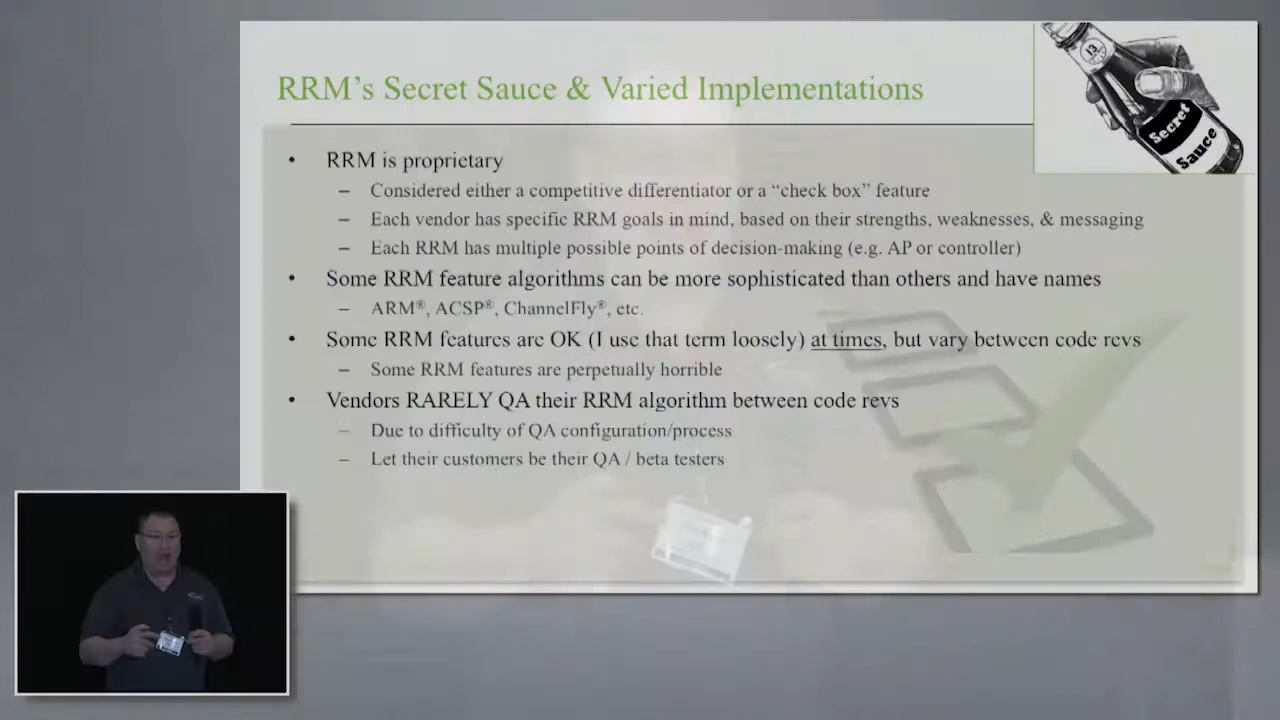 RRM's Secret Sauce & Varied Implementations
13
Secret
Sauce
• RRM is proprietary
– Considered either a competitive differentiator or a "check box" feature
– Each vendor has specific RRM goals in mind, based on their strengths, weaknesses, & messaging
– Each RRM has multiple possible points of decision-making (e.g. AP or controller)
• Some RRM feature algorithms can be more sophisticated than others and have names
– ARM®, ACSP®, ChannelFly®, etc.
• Some RRM features are OK (I use that term loosely) at times, but vary between code revs
– Some RRM features are perpetually horrible
• Vendors RARELY QA their RRM algorithm between code revs
– Due to difficulty of QA configuration/process
– Let their customers be their QA / beta testers